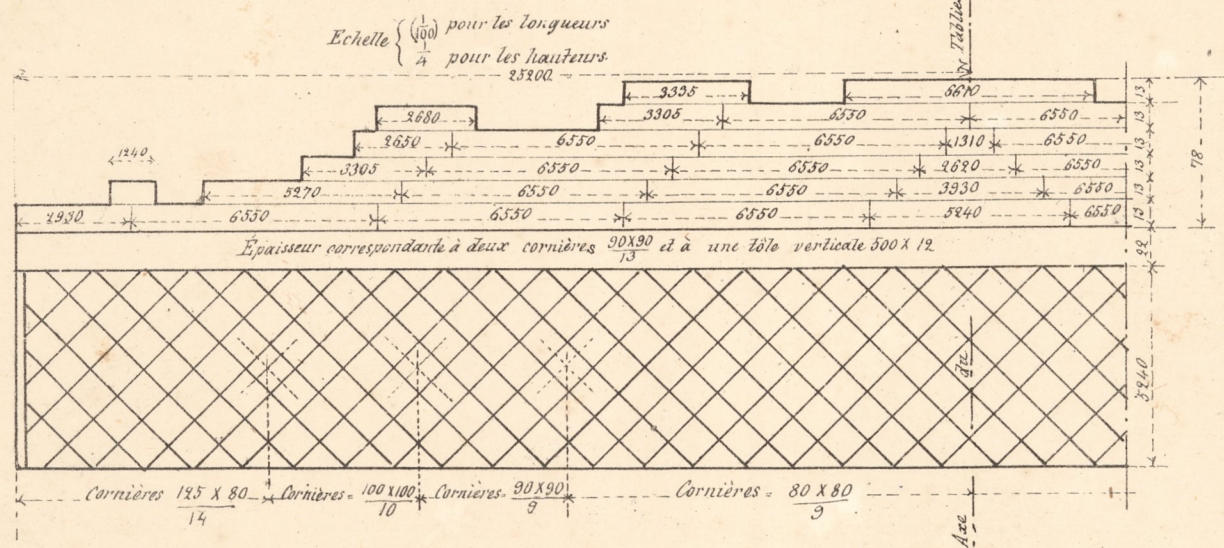 Echelle { (1/100) pour les longueurs
1/4 pour les hauteurs.
25200
Tablier
3335 6610 13
2680 3305 6550 6550 13
2650 6550 6550 1310 6550 13
1240
3305 6550 6550 2620 6550 13
5270 6550 6550 3930 6550 13
2930 6550 6550 6550 5240 6550 13
78
Épaisseur correspondante à deux cornières 90X90/13 et à une tôle verticale 500 X 12
22
du
5240
Cornières 125 X 80/14 Cornières = 100 X 100/10 Cornières = 90 X 90/9 Cornières = 80 X 80/9
Axe